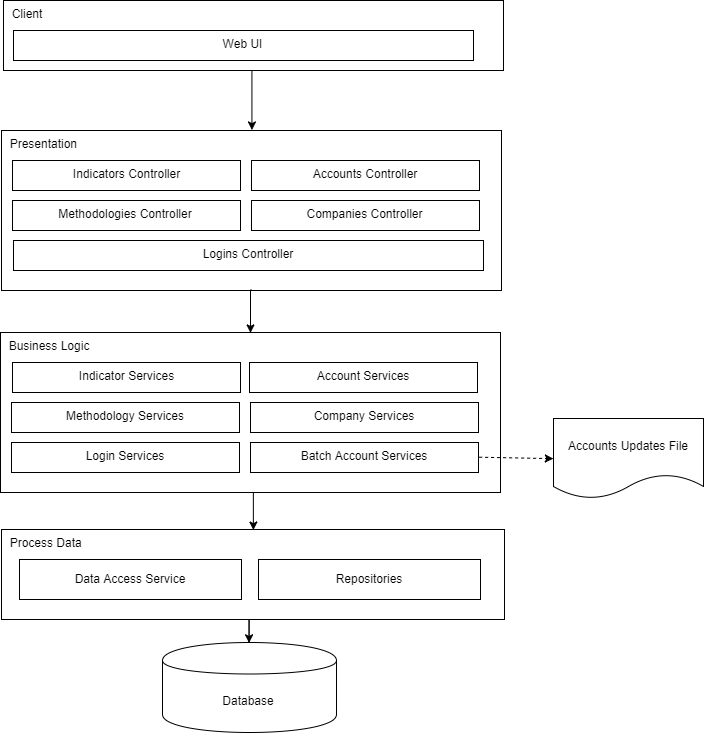 Client
Web UI
Presentation
Indicators Controller
Accounts Controller
Methodologies Controller
Companies Controller
Logins Controller
Business Logic
Indicator Services
Account Services
Methodology Services
Company Services
Login Services
Batch Account Services
Accounts Updates File
Process Data
Data Access Service
Repositories
Database